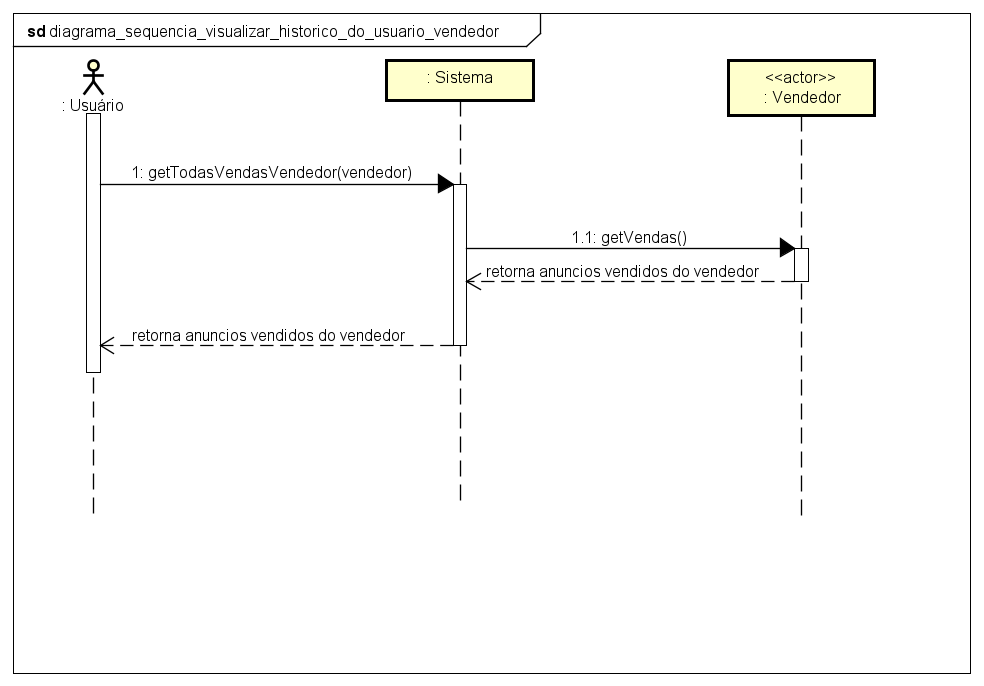 sd diagrama_sequencia_visualizar_historico_do_usuario_vendedor
: Usuário
: Sistema
<<actor>>
: Vendedor
1: getTodasVendasVendedor(vendedor)
1.1: getVendas()
retorna anuncios vendidos do vendedor
retorna anuncios vendidos do vendedor